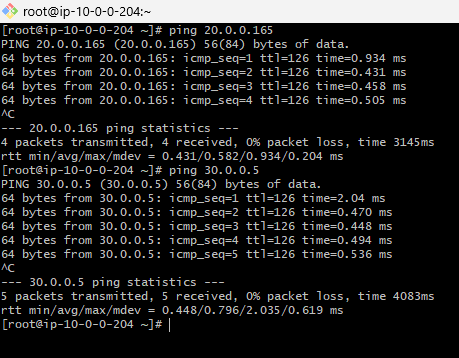 root@ip-10-0-0-204:~
[root@ip-10-0-0-204 ~]# ping 20.0.0.165
PING 20.0.0.165 (20.0.0.165) 56(84) bytes of data.
64 bytes from 20.0.0.165: icmp_seq=1 ttl=126 time=0.934 ms
64 bytes from 20.0.0.165: icmp_seq=2 ttl=126 time=0.431 ms
64 bytes from 20.0.0.165: icmp_seq=3 ttl=126 time=0.458 ms
64 bytes from 20.0.0.165: icmp_seq=4 ttl=126 time=0.505 ms
^C
--- 20.0.0.165 ping statistics ---
4 packets transmitted, 4 received, 0% packet loss, time 3145ms
rtt min/avg/max/mdev = 0.431/0.582/0.934/0.204 ms
[root@ip-10-0-0-204 ~]# ping 30.0.0.5
PING 30.0.0.5 (30.0.0.5) 56(84) bytes of data.
64 bytes from 30.0.0.5: icmp_seq=1 ttl=126 time=2.04 ms
64 bytes from 30.0.0.5: icmp_seq=2 ttl=126 time=0.470 ms
64 bytes from 30.0.0.5: icmp_seq=3 ttl=126 time=0.448 ms
64 bytes from 30.0.0.5: icmp_seq=4 ttl=126 time=0.494 ms
64 bytes from 30.0.0.5: icmp_seq=5 ttl=126 time=0.536 ms
^C
--- 30.0.0.5 ping statistics ---
5 packets transmitted, 5 received, 0% packet loss, time 4083ms
rtt min/avg/max/mdev = 0.448/0.796/2.035/0.619 ms
[root@ip-10-0-0-204 ~]#